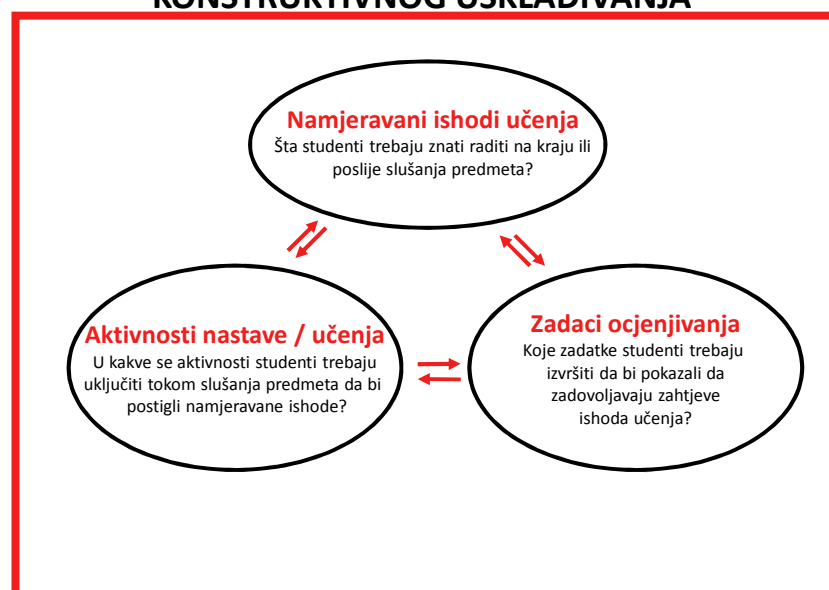 KONSTRUKTIVNOG USKLAĐIVANJA
Namjeravani ishodi učenja
Šta studenti trebaju znati raditi na kraju ili
poslije slušanja predmeta?
Aktivnosti nastave / učenja
U kakve se aktivnosti studenti trebaju
uključiti tokom slušanja predmeta da bi
postigli namjeravane ishode?
Zadaci ocjenjivanja
Koje zadatke studenti trebaju
izvršiti da bi pokazali da
zadovoljavaju zahtjeve
ishoda učenja?